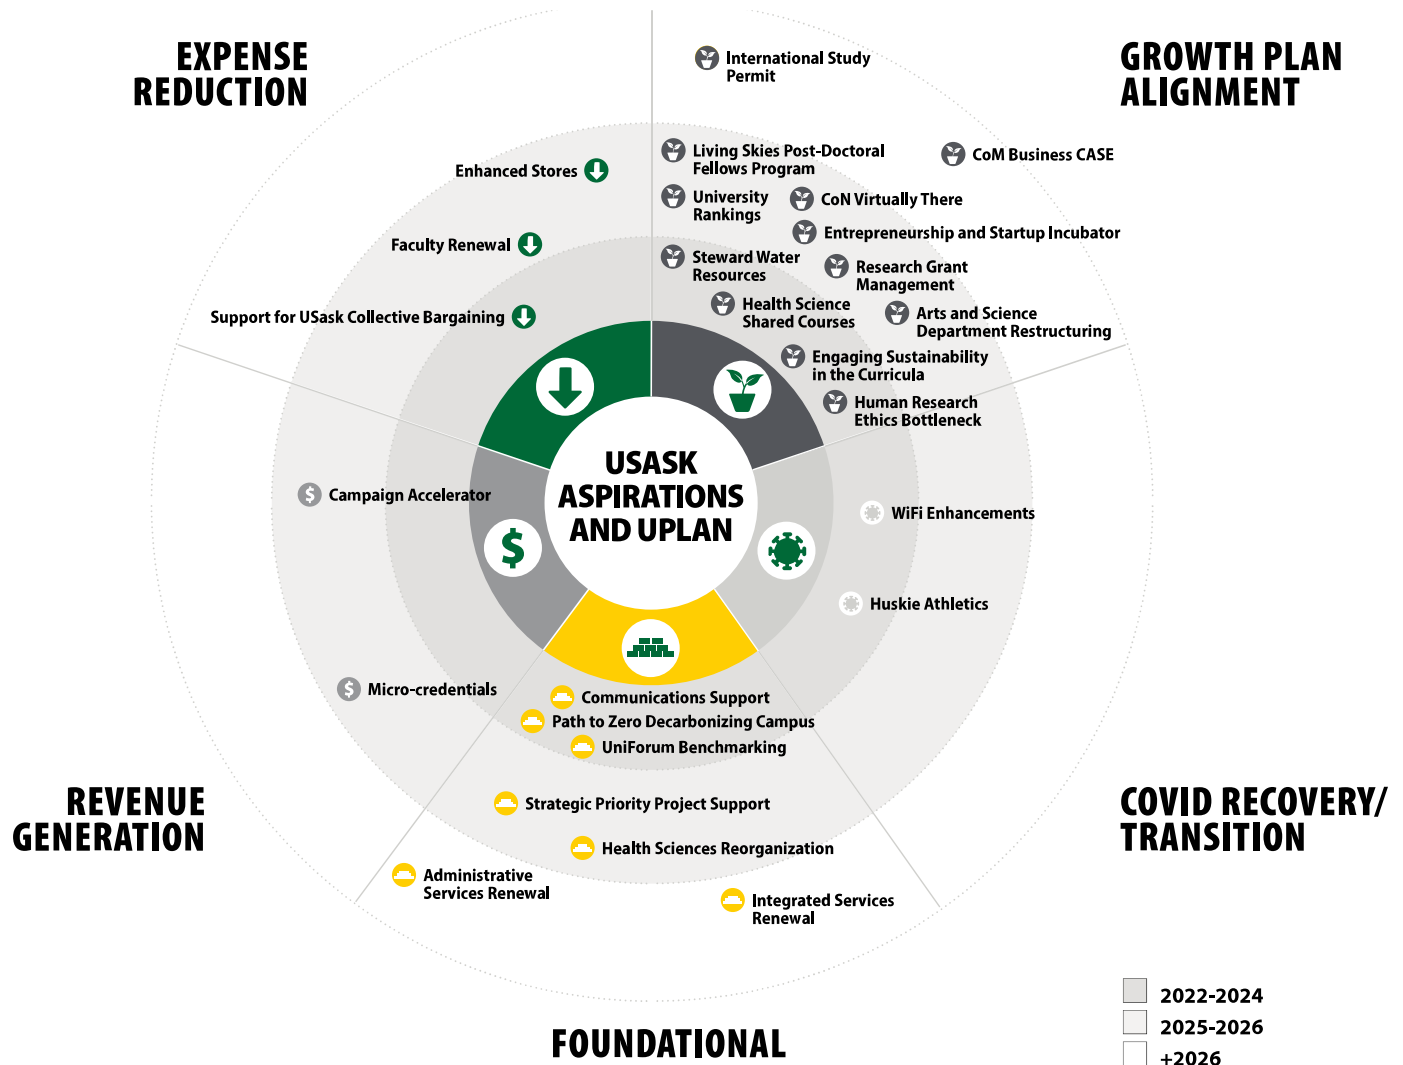 EXPENSE
REDUCTION
GROWTH PLAN
ALIGNMENT
International Study
Permit
Living Skies Post-Doctoral
Fellows Program
CoM Business CASE
Enhanced Stores
University
Rankings
CoN Virtually There
Entrepreneurship and Startup Incubator
Faculty Renewal
Steward Water
Resources
Research Grant
Management
Support for USask Collective Bargaining
Health Science
Shared Courses
Arts and Science
Department Restructuring
Engaging Sustainability
in the Curricula
Human Research
Ethics Bottleneck
USASK
ASPIRATIONS
AND UPLAN
$
Campaign Accelerator
$
WiFi Enhancements
Huskie Athletics
$
Micro-credentials
Communications Support
Path to Zero Decarbonizing Campus
UniForum Benchmarking
Strategic Priority Project Support
Health Sciences Reorganization
Administrative
Services Renewal
Integrated Services
Renewal
REVENUE
GENERATION
COVID RECOVERY/
TRANSITION
FOUNDATIONAL
2022-2024
2025-2026
+2026